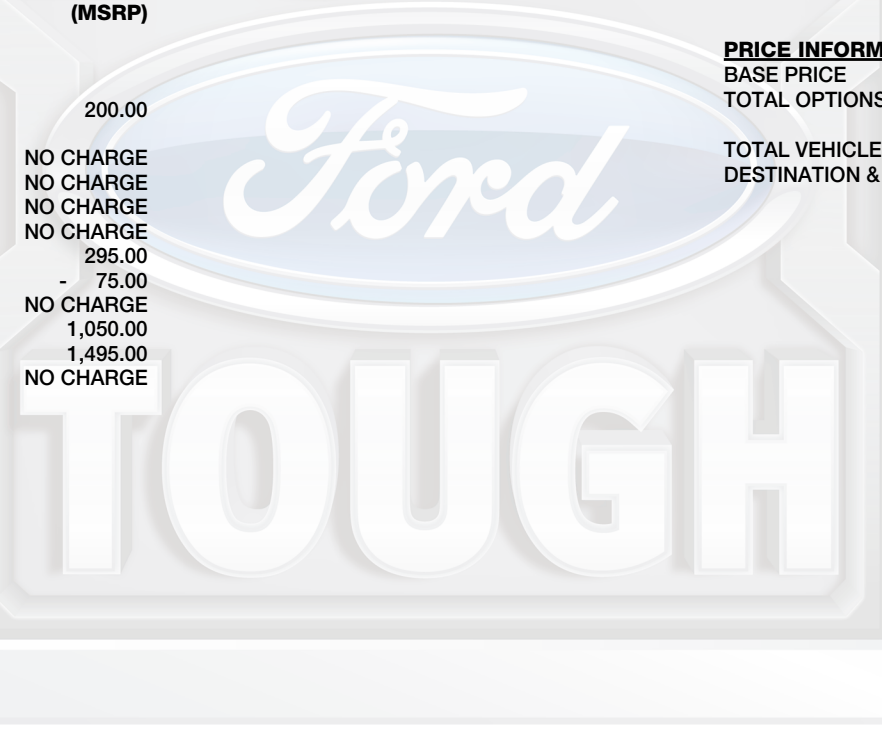 (MSRP)
200.00
NO CHARGE
NO CHARGE
NO CHARGE
NO CHARGE
295.00
- 75.00
NO CHARGE
1,050.00
1,495.00
NO CHARGE
PRICE INFORM
BASE PRICE
TOTAL OPTIONS
TOTAL VEHICLE
DESTINATION &
Ford
TOUGH